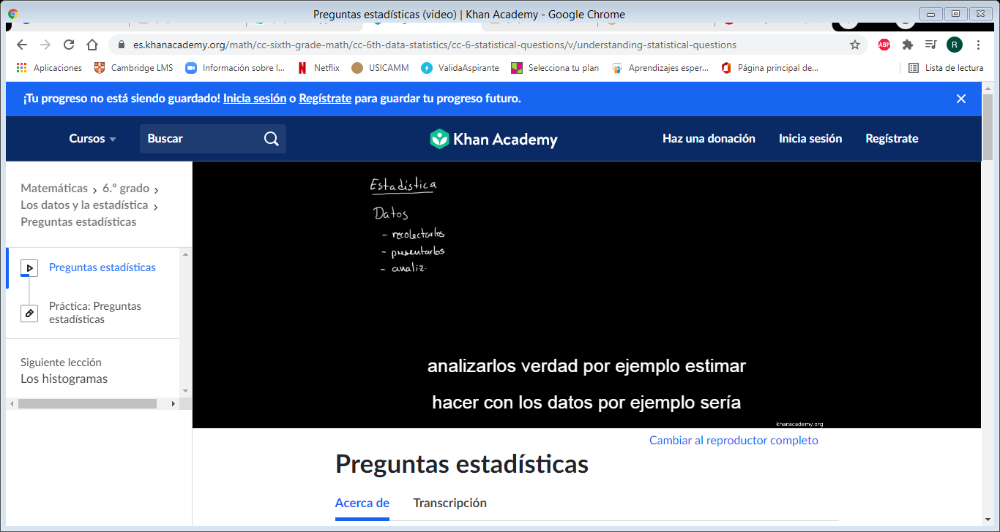 Preguntas estadísticas (video) | Khan Academy - Google Chrome
es.khanacademy.org/math/cc-sixth-grade-math/cc-6th-data-statistics/cc-6-statistical-questions/v/understanding-statistical-questions
ABP
R
Aplicaciones
Cambridge LMS
Información sobre l...
Netflix
USICAMM
ValidaAspirante
Selecciona tu plan
Aprendizajes esper...
Página principal de...
Lista de lectura
¡Tu progreso no está siendo guardado! Inicia sesión o Regístrate para guardar tu progreso futuro.
Cursos
Buscar
Khan Academy
Haz una donación
Inicia sesión
Regístrate
Matemáticas > 6.º grado >
Los datos y la estadística >
Preguntas estadísticas
Preguntas estadísticas
Práctica: Preguntas
estadísticas
Siguiente lección
Los histogramas
Estadística
Datos
- recolectarlos
- presentarlos
- analiz
analizarlos verdad por ejemplo estimar
hacer con los datos por ejemplo sería
khanacademy.org
Cambiar al reproductor completo
Preguntas estadísticas
Acerca de
Transcripción